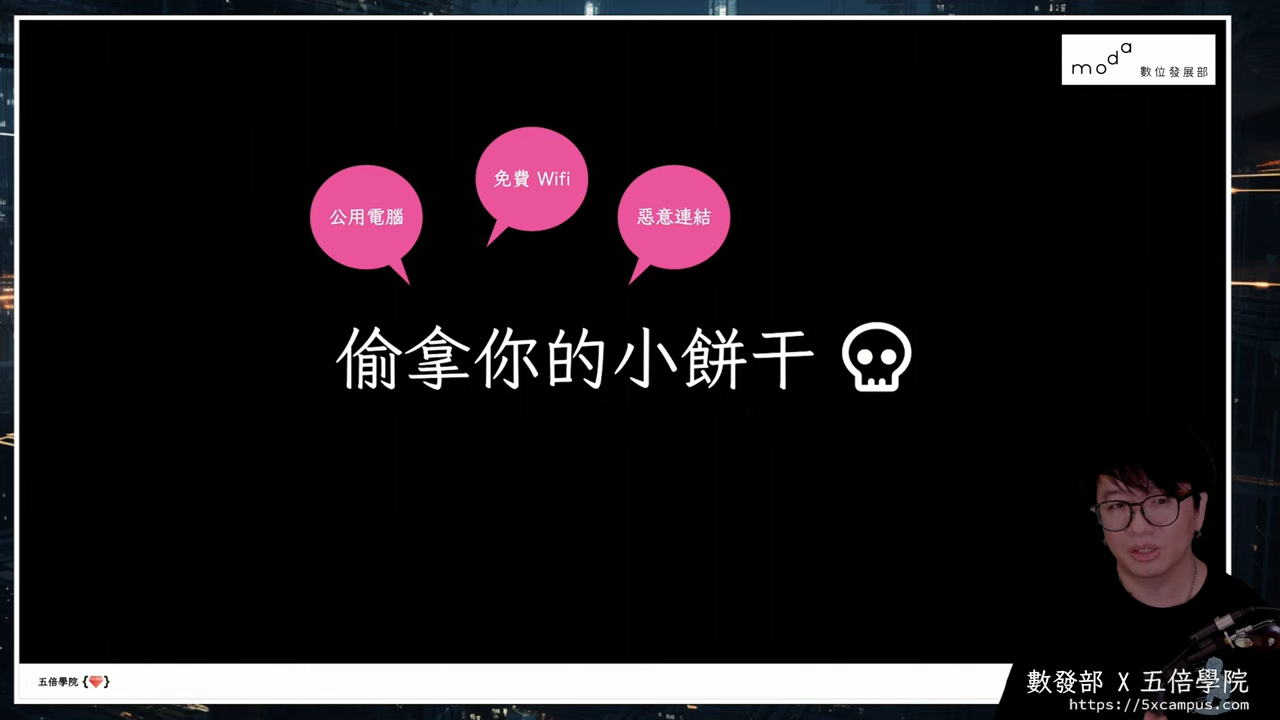 moda 數位發展部
免費 Wifi
公用電腦
惡意連結
偷拿你的小餅干
五倍學院 { }
數發部 X 五倍學院
https://5xcampus.com